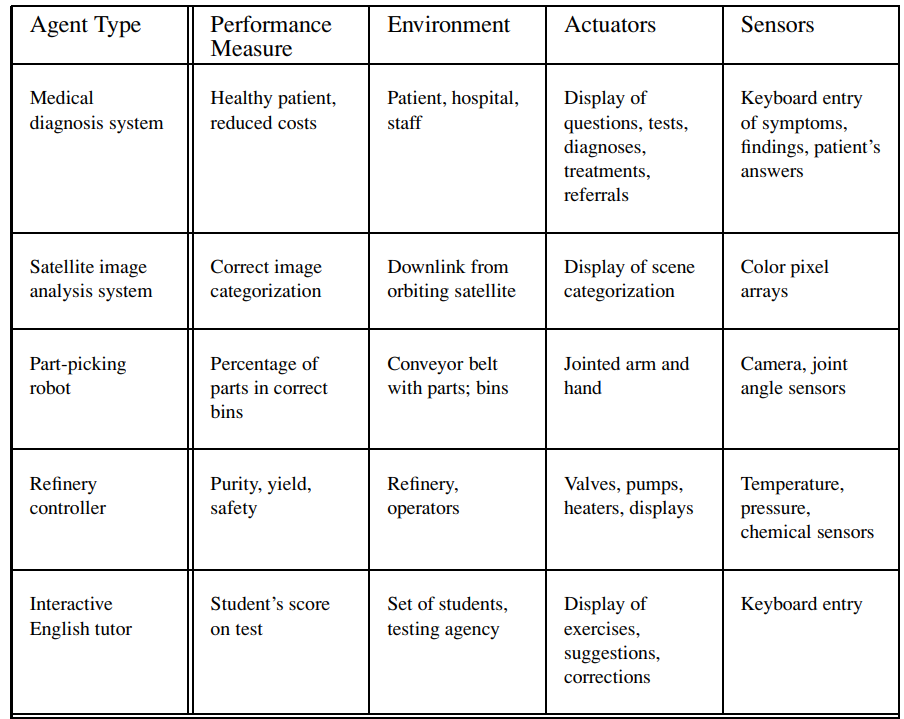 Agent Type
Performance
Measure
Environment
Actuators
Sensors
Medical
diagnosis system
Healthy patient,
reduced costs
Patient, hospital,
staff
Display of
questions, tests,
diagnoses,
treatments,
referrals
Keyboard entry
of symptoms,
findings, patient’s
answers
Satellite image
analysis system
Correct image
categorization
Downlink from
orbiting satellite
Display of scene
categorization
Color pixel
arrays
Part-picking
robot
Percentage of
parts in correct
bins
Conveyor belt
with parts; bins
Jointed arm and
hand
Camera, joint
angle sensors
Refinery
controller
Purity, yield,
safety
Refinery,
operators
Valves, pumps,
heaters, displays
Temperature,
pressure,
chemical sensors
Interactive
English tutor
Student’s score
on test
Set of students,
testing agency
Display of
exercises,
suggestions,
corrections
Keyboard entry